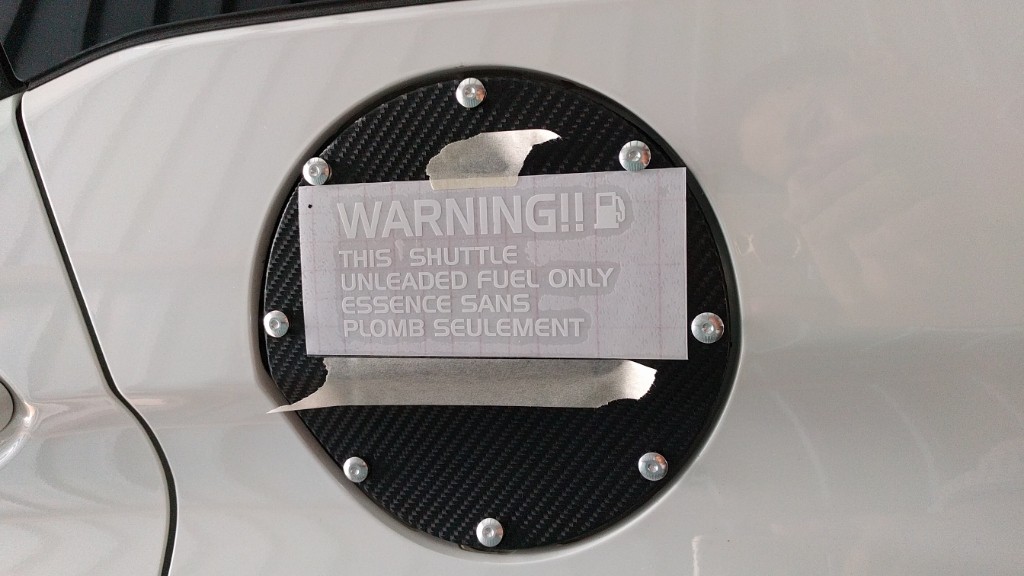 WARNING!!
THIS SHUTTLE
UNLEADED FUEL ONLY
ESSENCE SANS
PLOMB SEULEMENT